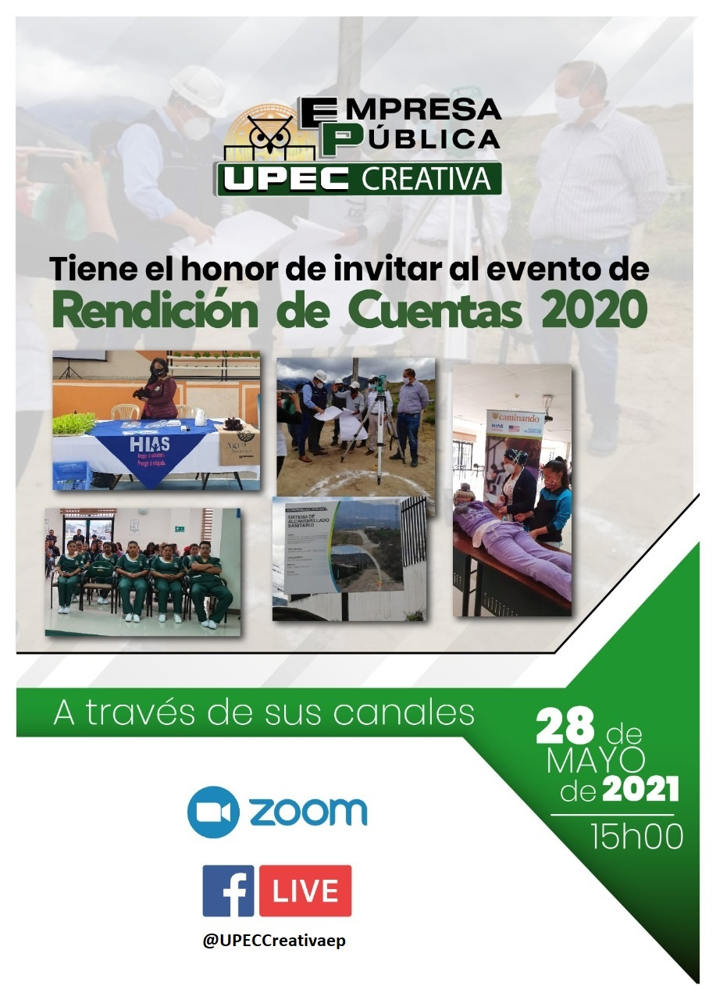 EMPRESA
PÚBLICA
UPEC CREATIVA
Tiene el honor de invitar al evento de
Rendición de Cuentas 2020
HIAS
caminando
HIAS
SISTEMA DE
ALCANTARILLADO
SANITARIO
A través de sus canales
28 de
MAYO
de 2021
15h00
zoom
f LIVE
@UPECCreativaep